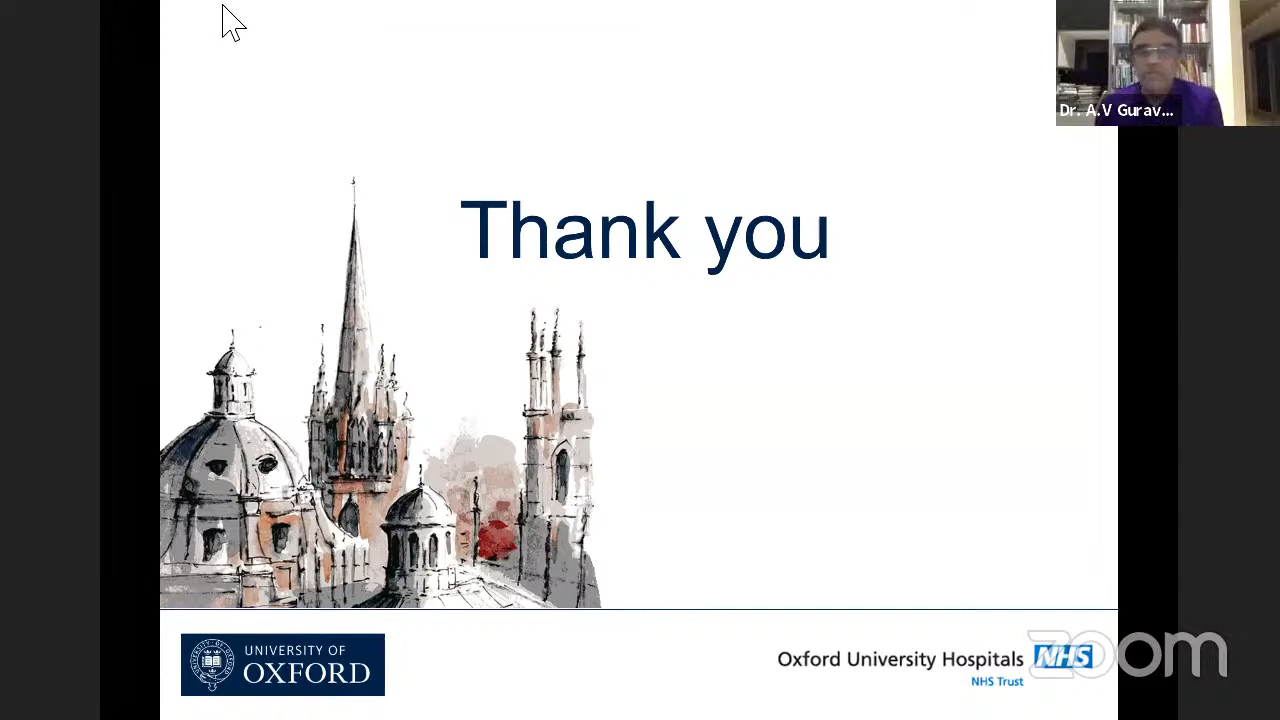 Dr. A.V Gurav...
Thank you
UNIVERSITY OF
OXFORD
Oxford University Hospitals NHS
NHS Trust
zoom